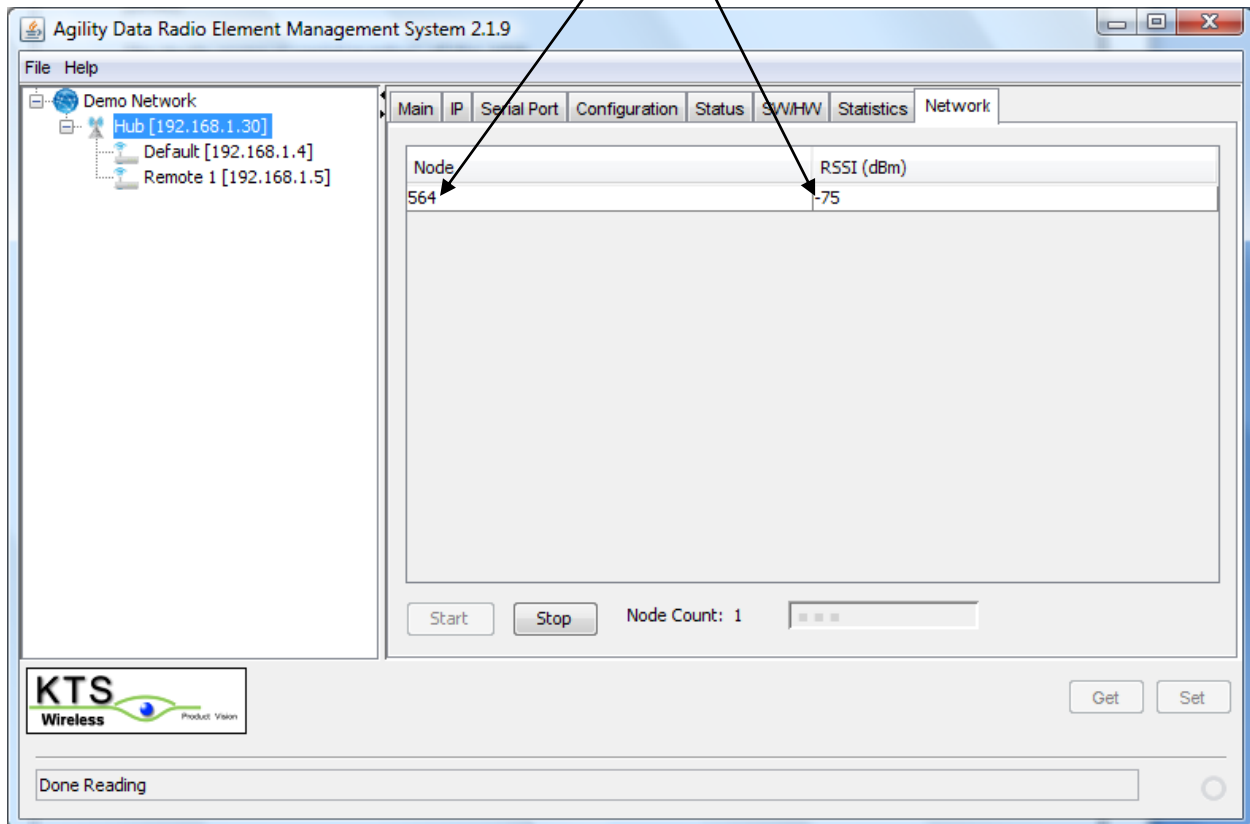 Agility Data Radio Element Management System 2.1.9
File Help
Demo Network
Hub [192.168.1.30]
Default [192.168.1.4]
Remote 1 [192.168.1.5]
Main IP Serial Port Configuration Status SW/HW Statistics Network
Node RSSI (dBm)
564 -75
Start Stop Node Count: 1
KTS
Wireless Product Vision
Get Set
Done Reading